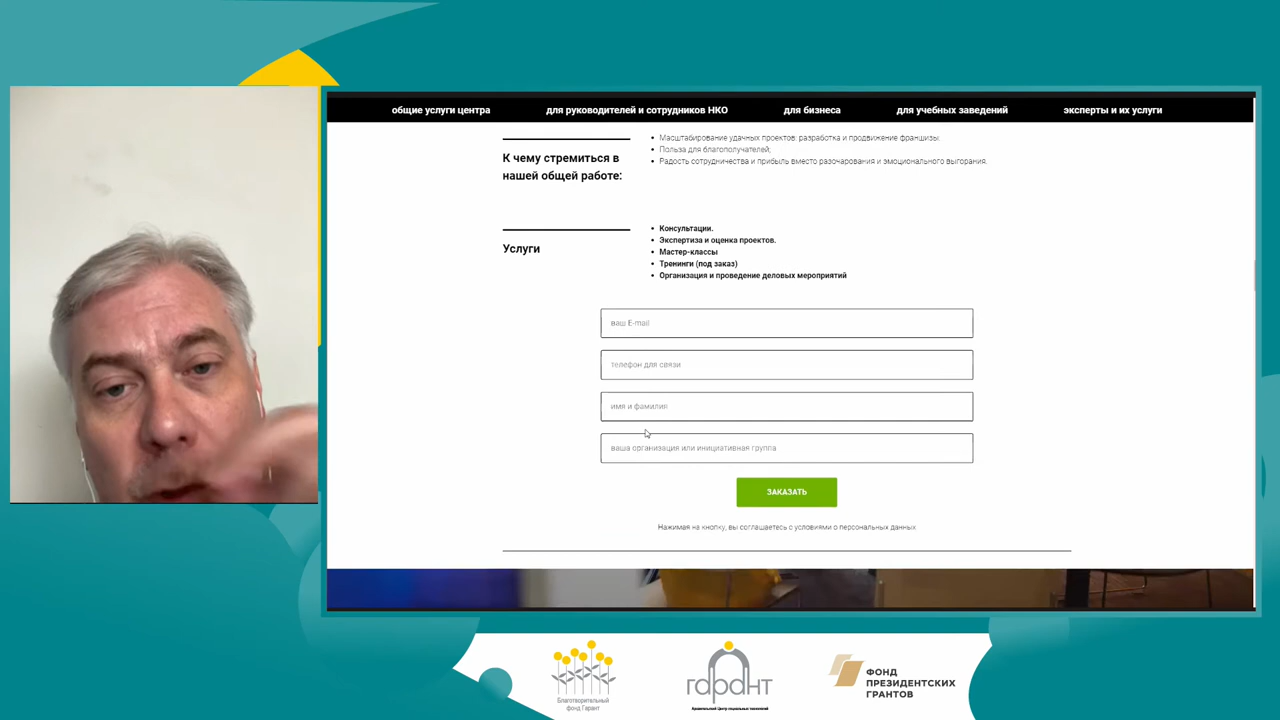 общие услуги центра
для руководителей и сотрудников НКО
для бизнеса
для учебных заведений
эксперты и их услуги
К чему стремиться в
нашей общей работе:
Масштабирование удачных проектов: разработка и продвижение франшизы.
Польза для благополучателей;
Радость сотрудничества и прибыль вместо разочарования и эмоционального выгорания.
Услуги
Консультации.
Экспертиза и оценка проектов.
Мастер-классы
Тренинги (под заказ)
Организация и проведение деловых мероприятий
ваш E-mail
телефон для связи
имя и фамилия
ваша организация или инициативная группа
ЗАКАЗАТЬ
Нажимая на кнопку, вы соглашаетесь с условиями о персональных данных
Благотворительный
фонд Гарант
гарант
Архангельский Центр социальных технологий
ФОНД
ПРЕЗИДЕНТСКИХ
ГРАНТОВ